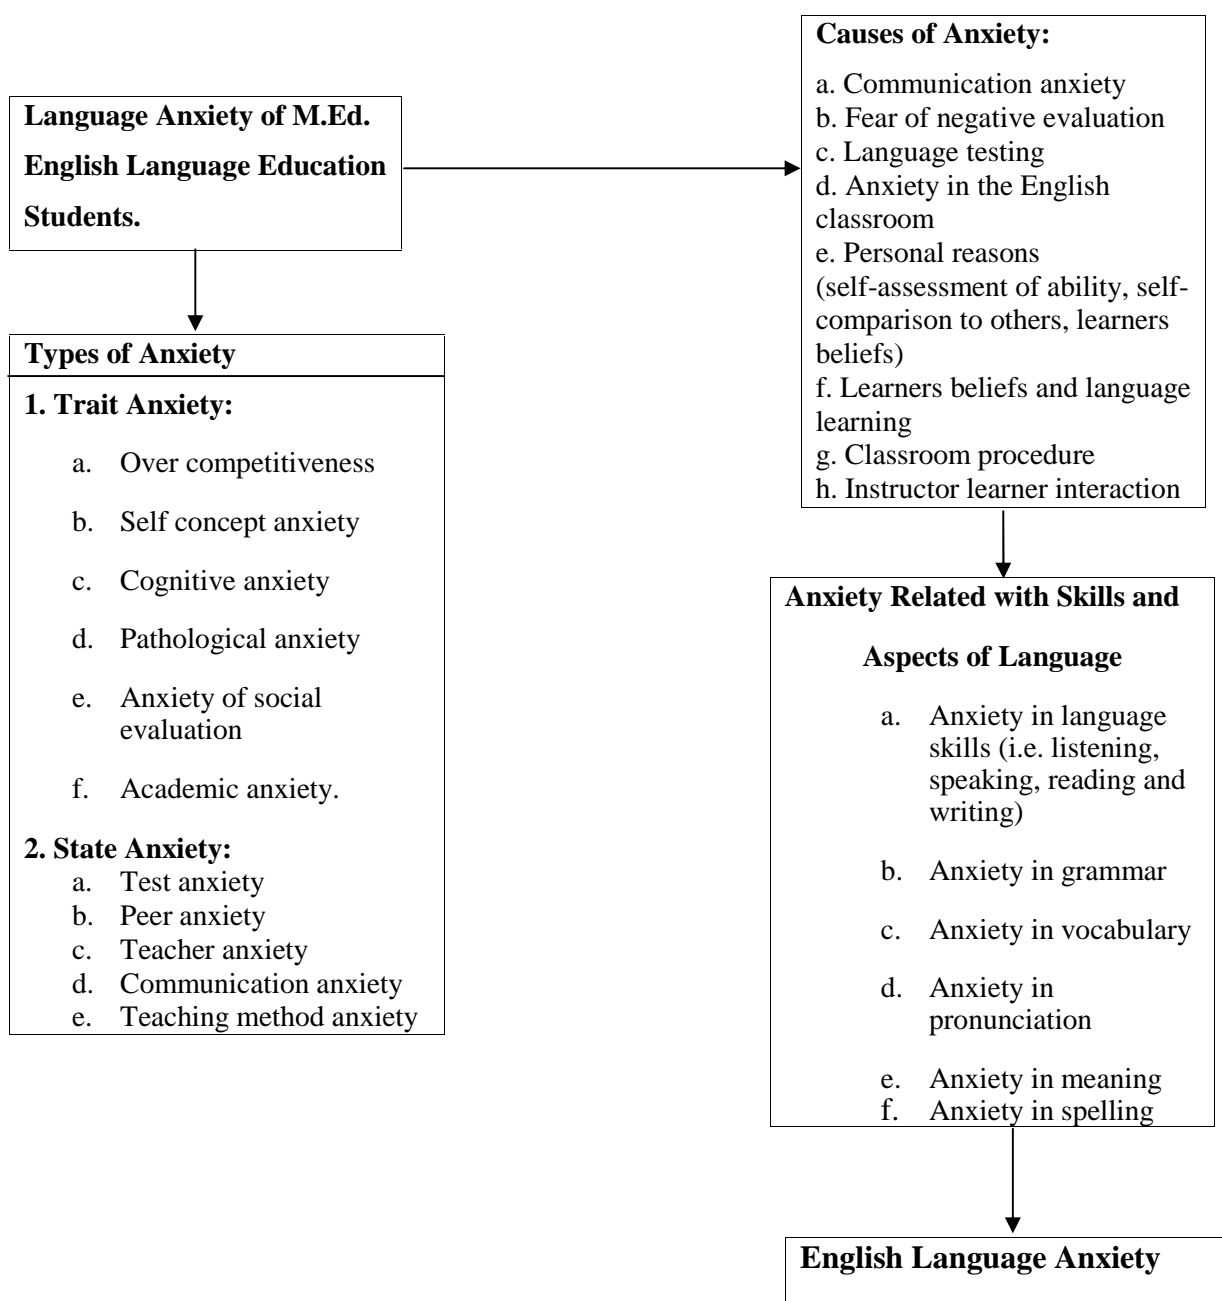 Language Anxiety of M.Ed.
English Language Education
Students.
Types of Anxiety
1. Trait Anxiety:
a. Over competitiveness
b. Self concept anxiety
c. Cognitive anxiety
d. Pathological anxiety
e. Anxiety of social
evaluation
f. Academic anxiety.
2. State Anxiety:
a. Test anxiety
b. Peer anxiety
c. Teacher anxiety
d. Communication anxiety
e. Teaching method anxiety
Causes of Anxiety:
a. Communication anxiety
b. Fear of negative evaluation
c. Language testing
d. Anxiety in the English
classroom
e. Personal reasons
(self-assessment of ability, self-
comparison to others, learners
beliefs)
f. Learners beliefs and language
learning
g. Classroom procedure
h. Instructor learner interaction
Anxiety Related with Skills and
Aspects of Language
a. Anxiety in language
skills (i.e. listening,
speaking, reading and
writing)
b. Anxiety in grammar
c. Anxiety in vocabulary
d. Anxiety in
pronunciation
e. Anxiety in meaning
f. Anxiety in spelling
English Language Anxiety